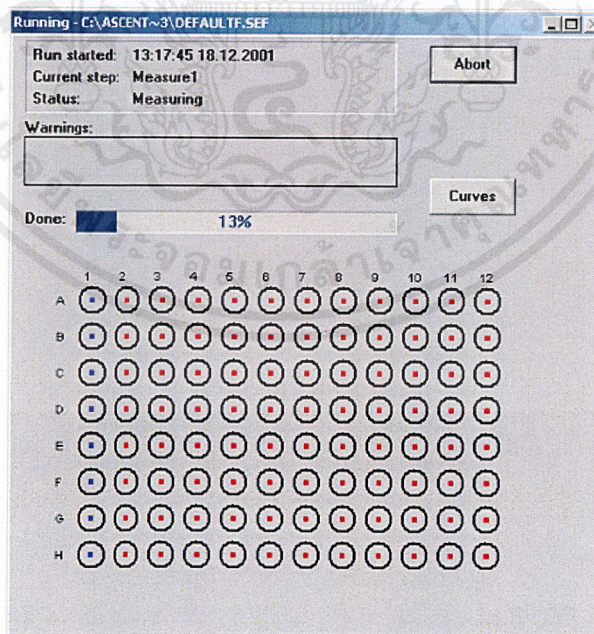 Running - C:\ASCENT~3\DEFAULTF.SEF
Run started: 13:17:45 18.12.2001
Current step: Measure1
Status: Measuring
Abort
Warnings:
Curves
Done: 13%
1 2 3 4 5 6 7 8 9 10 11 12
A
B
C
D
E
F
G
H